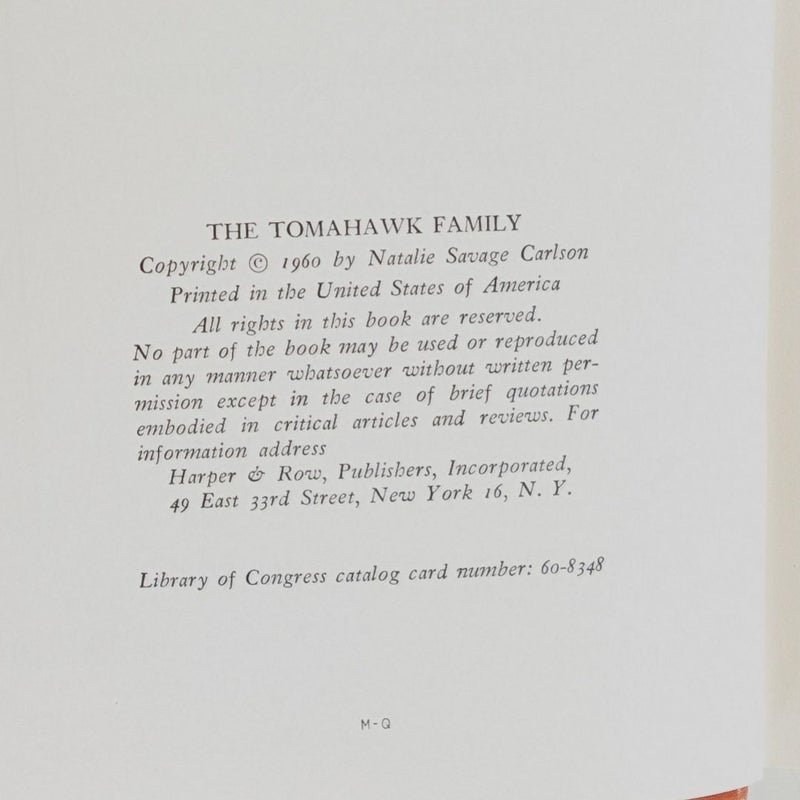 THE TOMAHAWK FAMILY
Copyright © 1960 by Natalie Savage Carlson
Printed in the United States of America
All rights in this book are reserved.
No part of the book may be used or reproduced
in any manner whatsoever without written per-
mission except in the case of brief quotations
embodied in critical articles and reviews. For
information address
Harper & Row, Publishers, Incorporated,
49 East 33rd Street, New York 16, N. Y.
Library of Congress catalog card number: 60-8348
M-Q